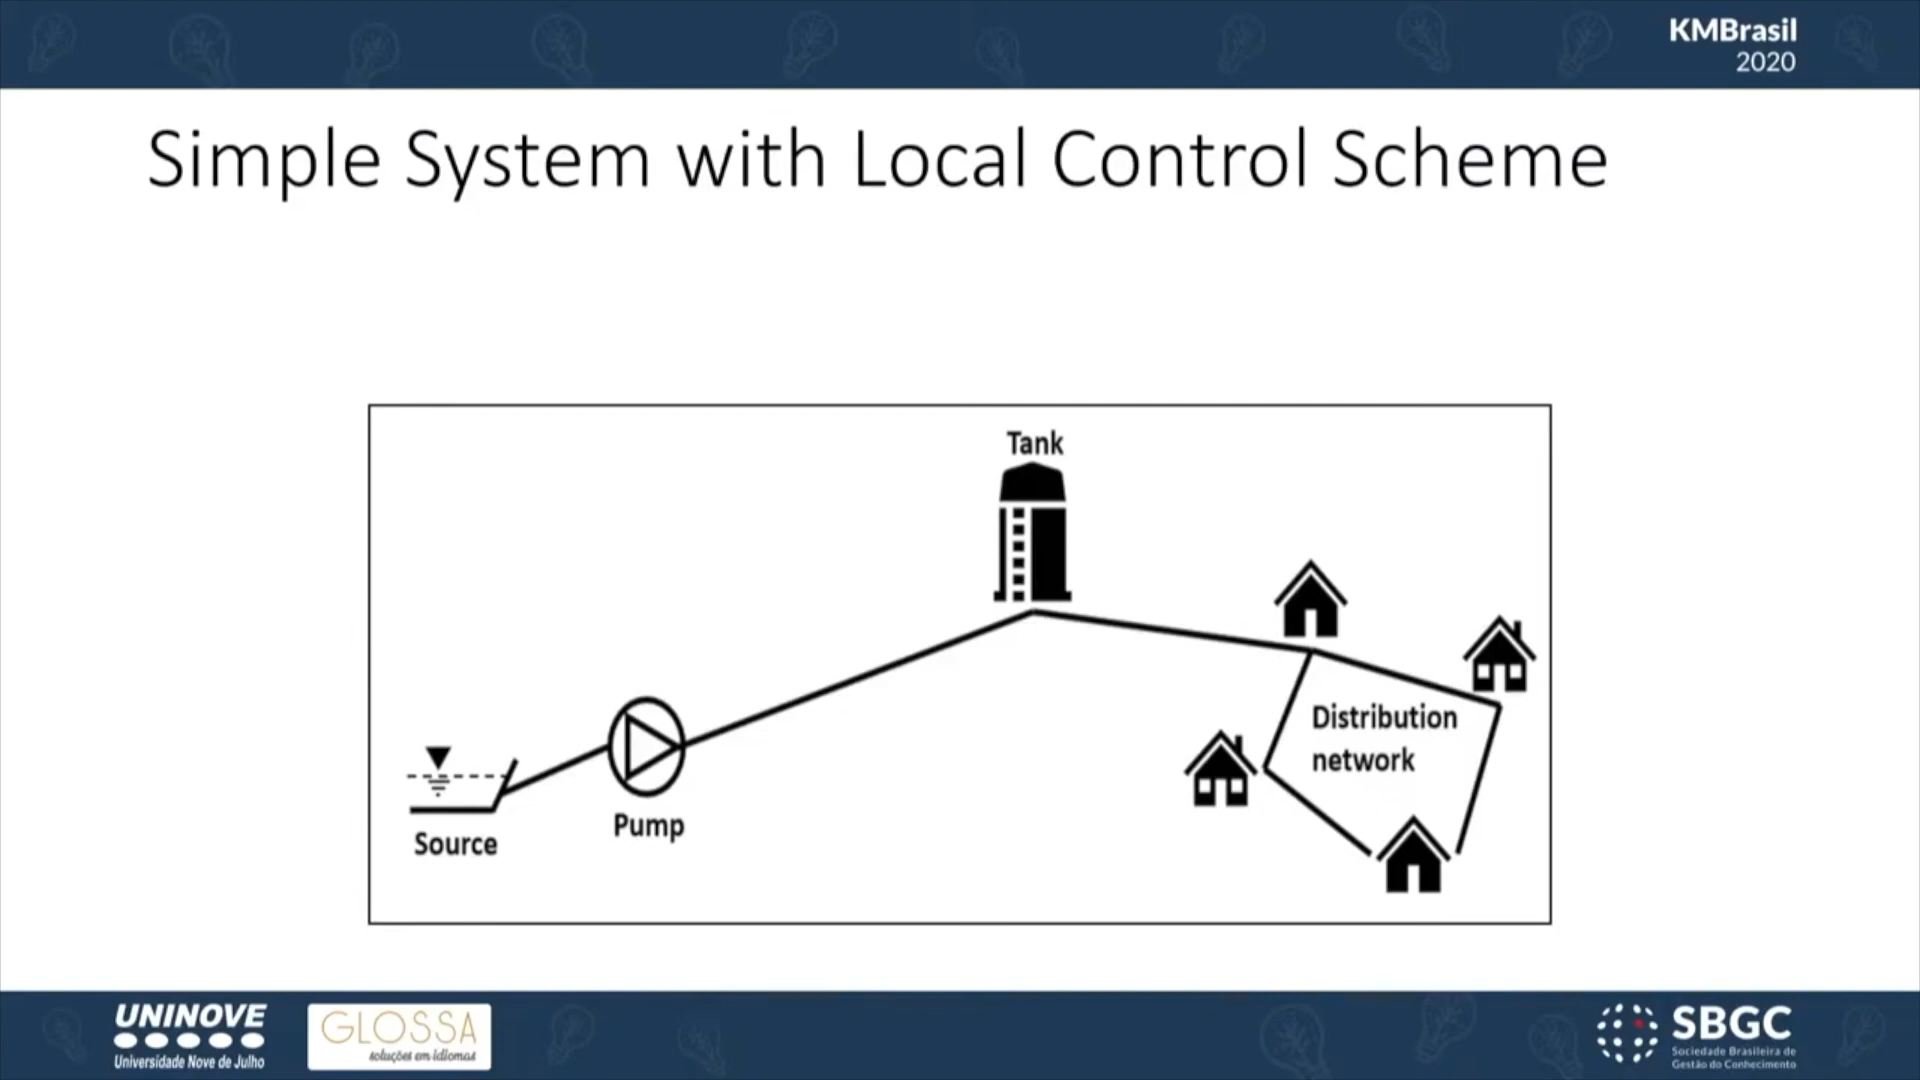 KMBrasil
2020
Simple System with Local Control Scheme
Tank
Distribution
network
Pump
Source
UNINOVE
Universidade Nove de Julho
GLOSSA
soluções em idiomas
SBGC
Sociedade Brasileira de
Gestão do Conhecimento